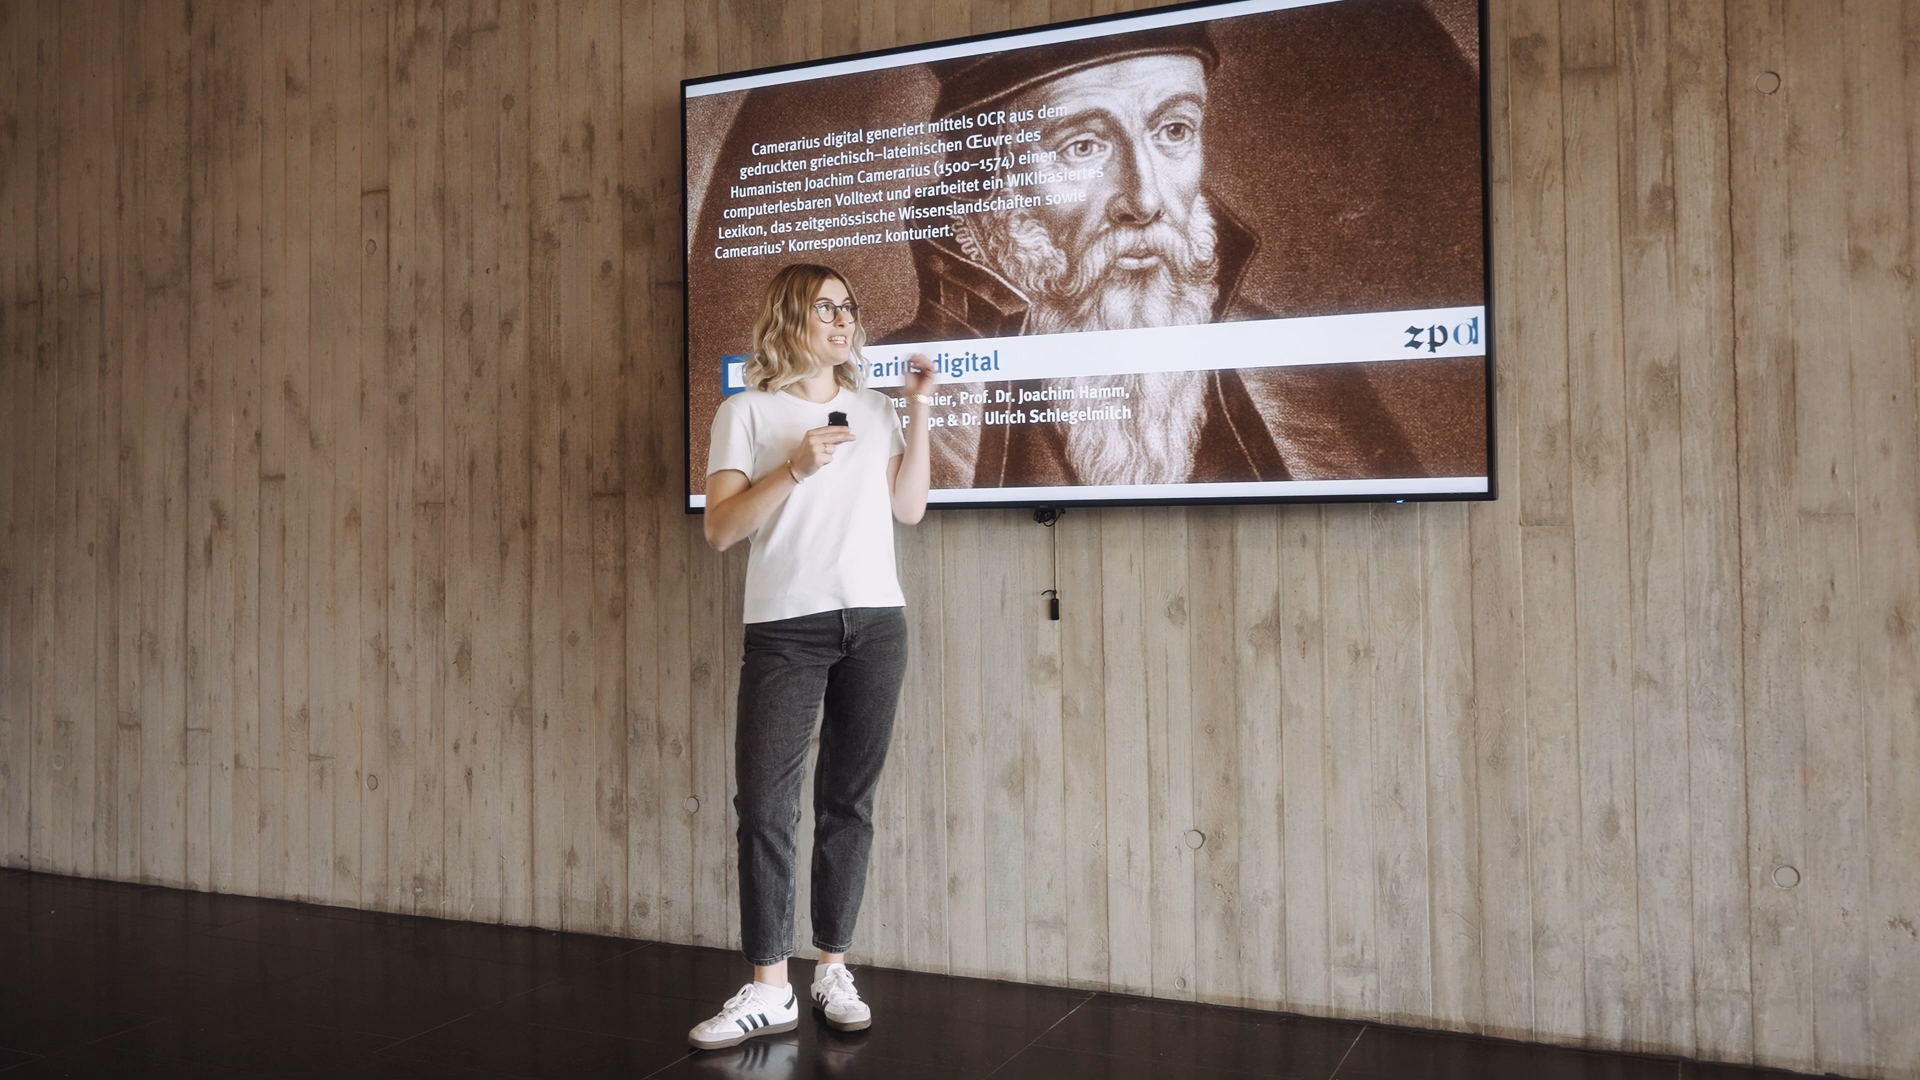 Camerarius digital generiert mittels OCR aus dem
gedruckten griechisch–lateinischen Œuvre des
Humanisten Joachim Camerarius (1500–1574) einen
computerlesbaren Volltext und erarbeitet ein WIKIbasiertes
Lexikon, das zeitgenössische Wissenslandschaften sowie
Camerarius’ Korrespondenz konturiert.
digital
zpd
Prof. Dr. Joachim Hamm,
& Dr. Ulrich Schlegelmilch